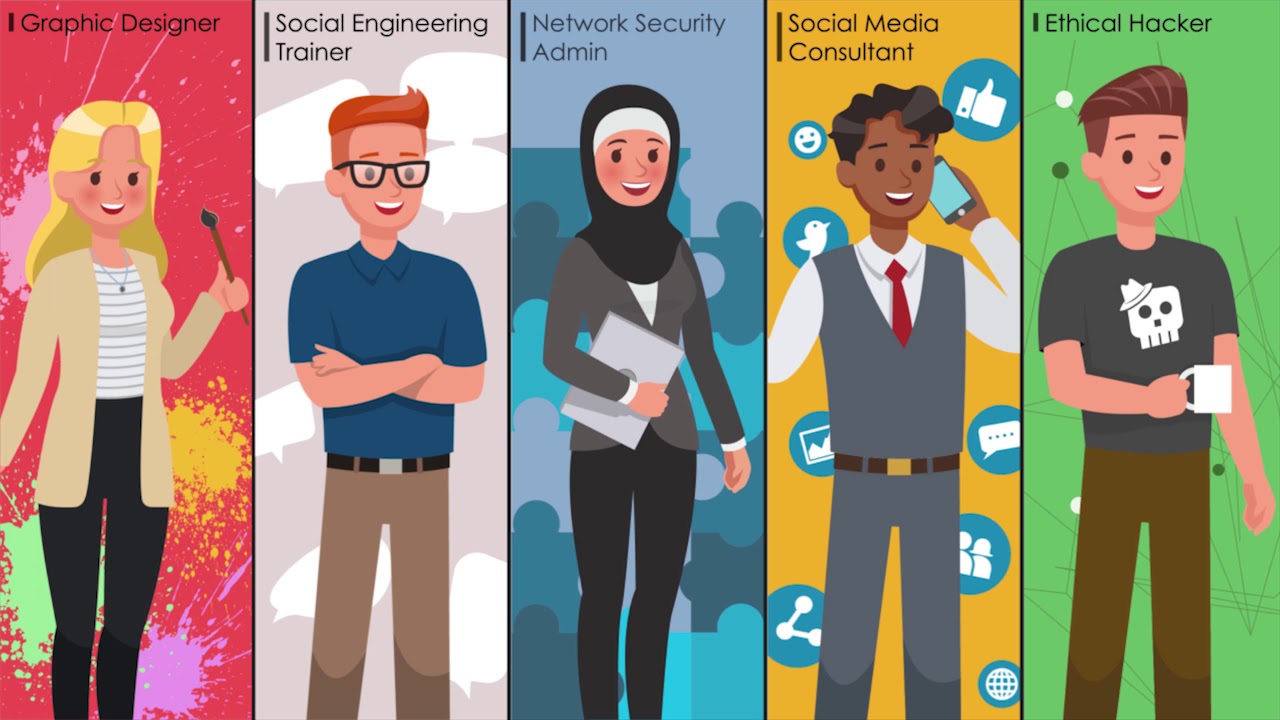 Graphic Designer
Social Engineering
Trainer
Network Security
Admin
Social Media
Consultant
Ethical Hacker